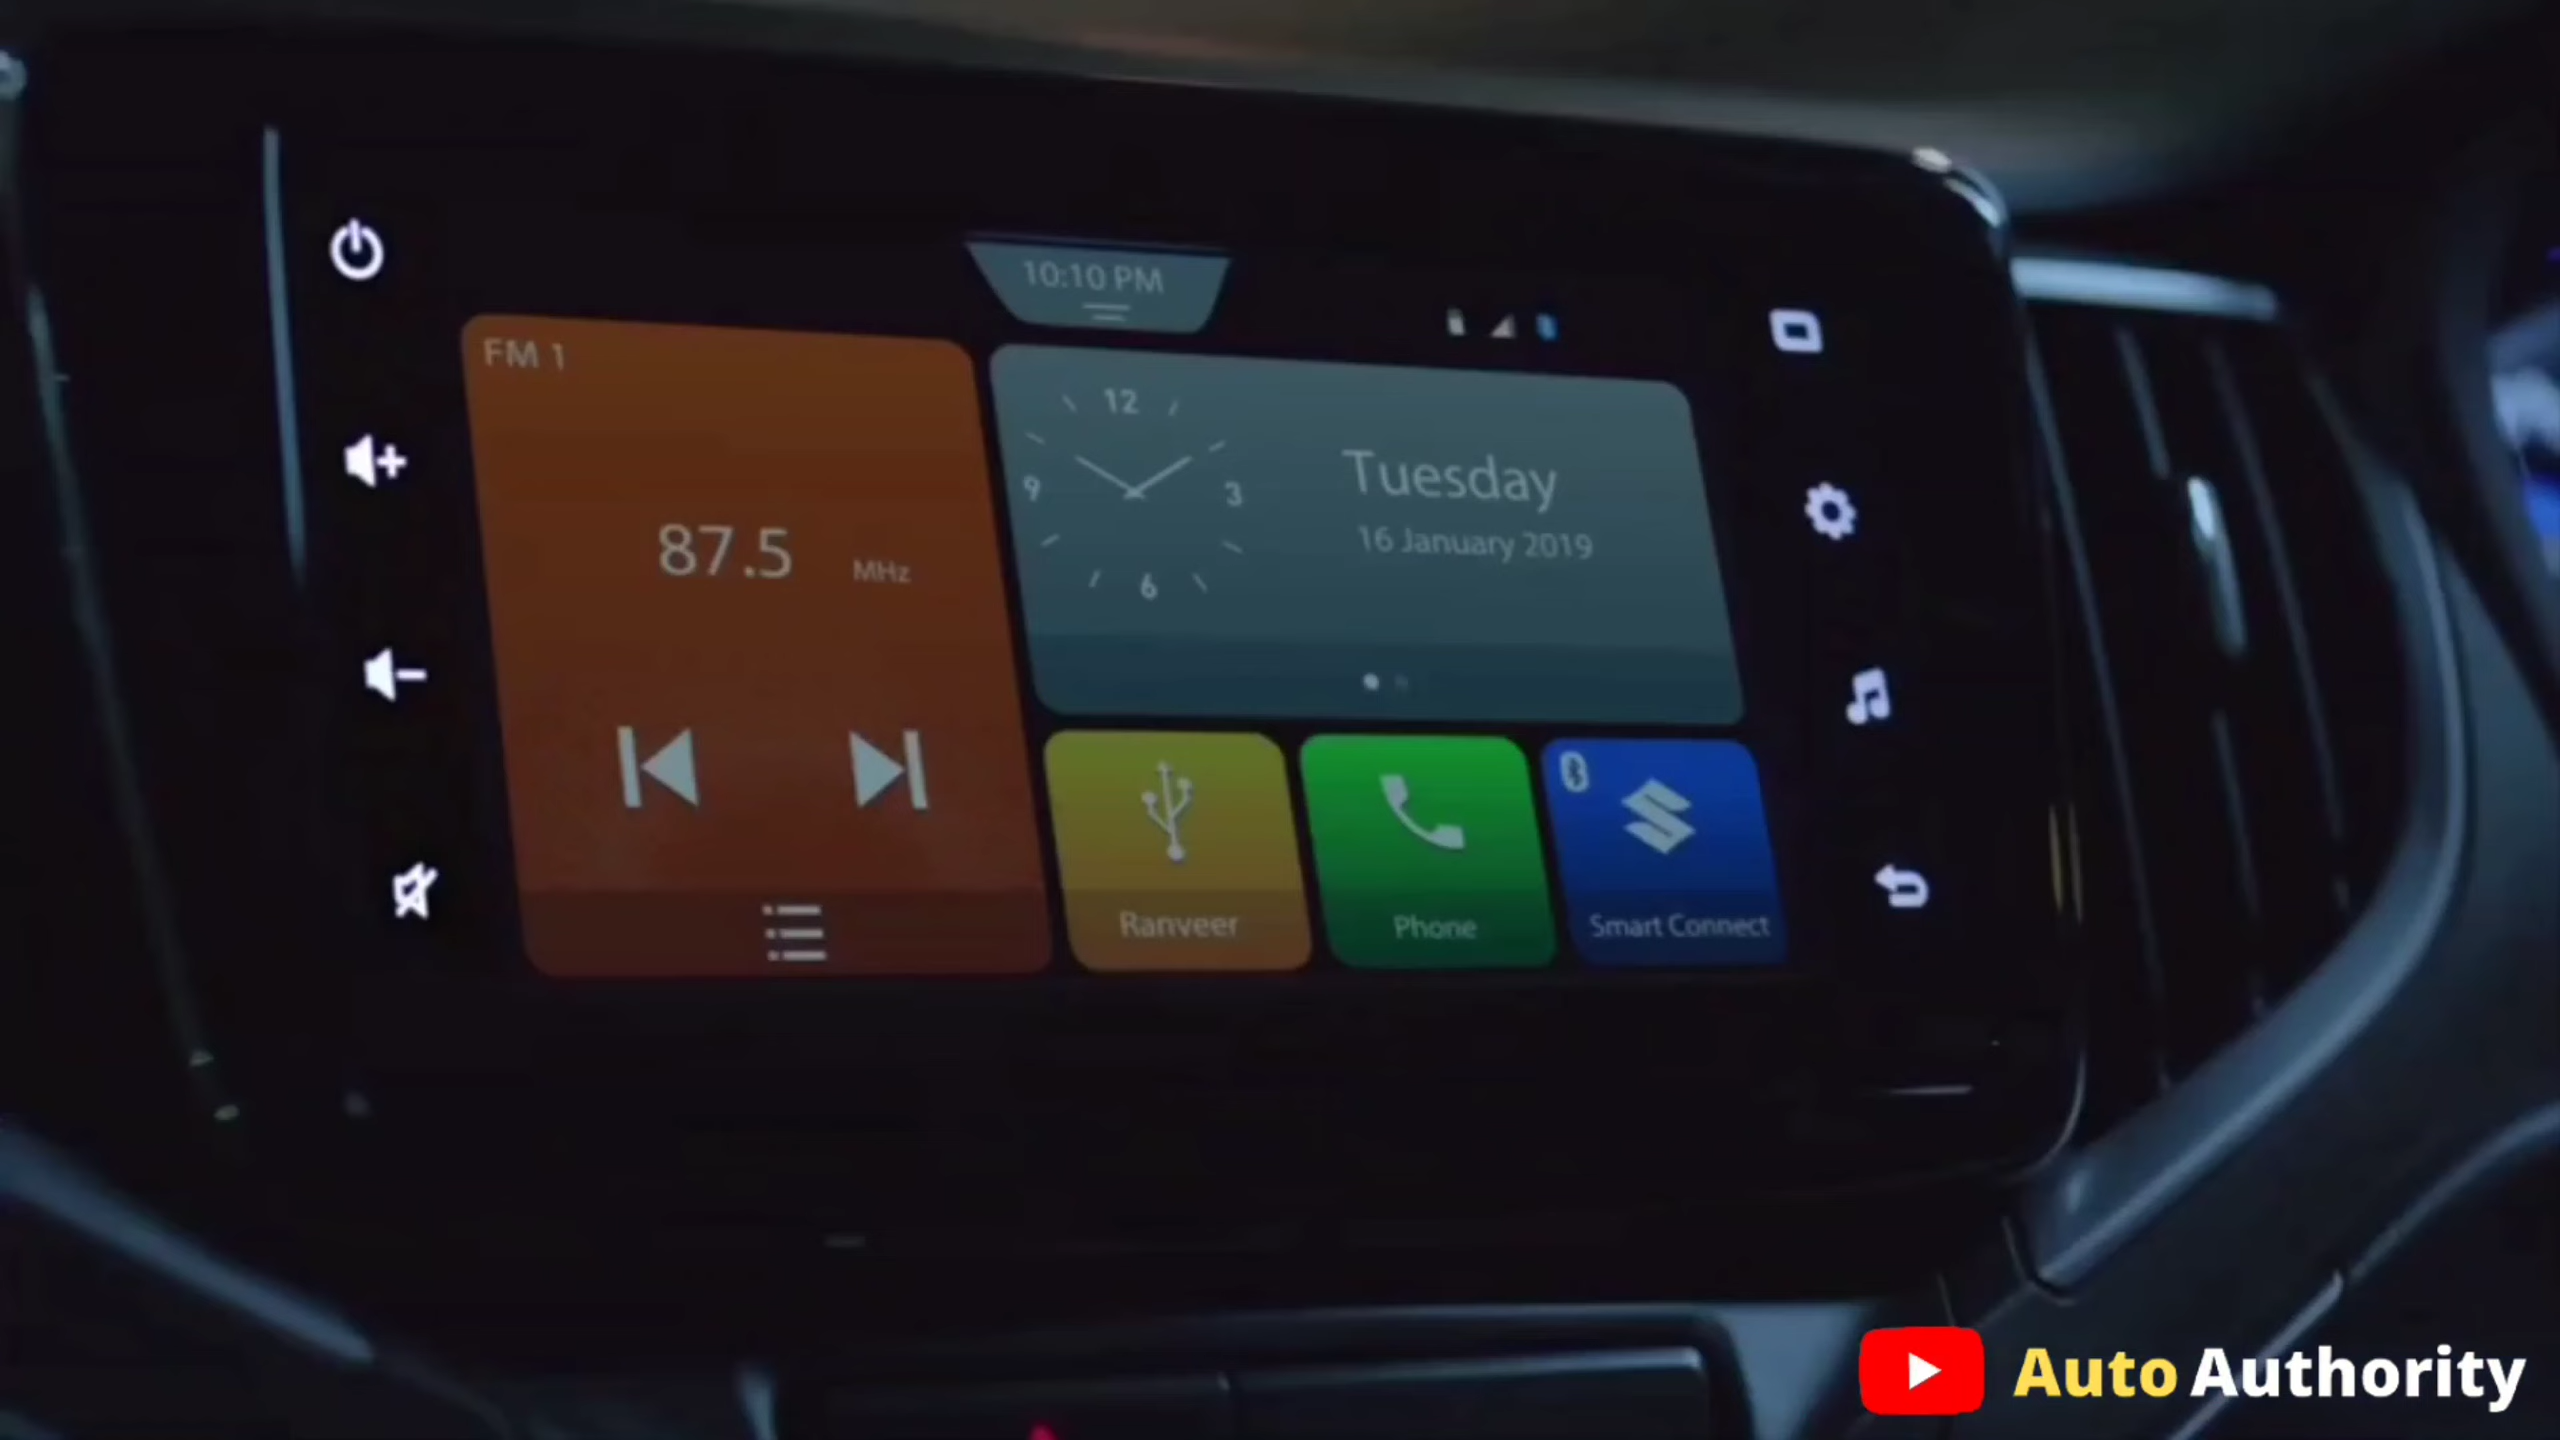 10:10 PM
FM 1
87.5 MHz
12
9
3
6
Tuesday
16 January 2019
Ranveer
Phone
Smart Connect
Auto Authority